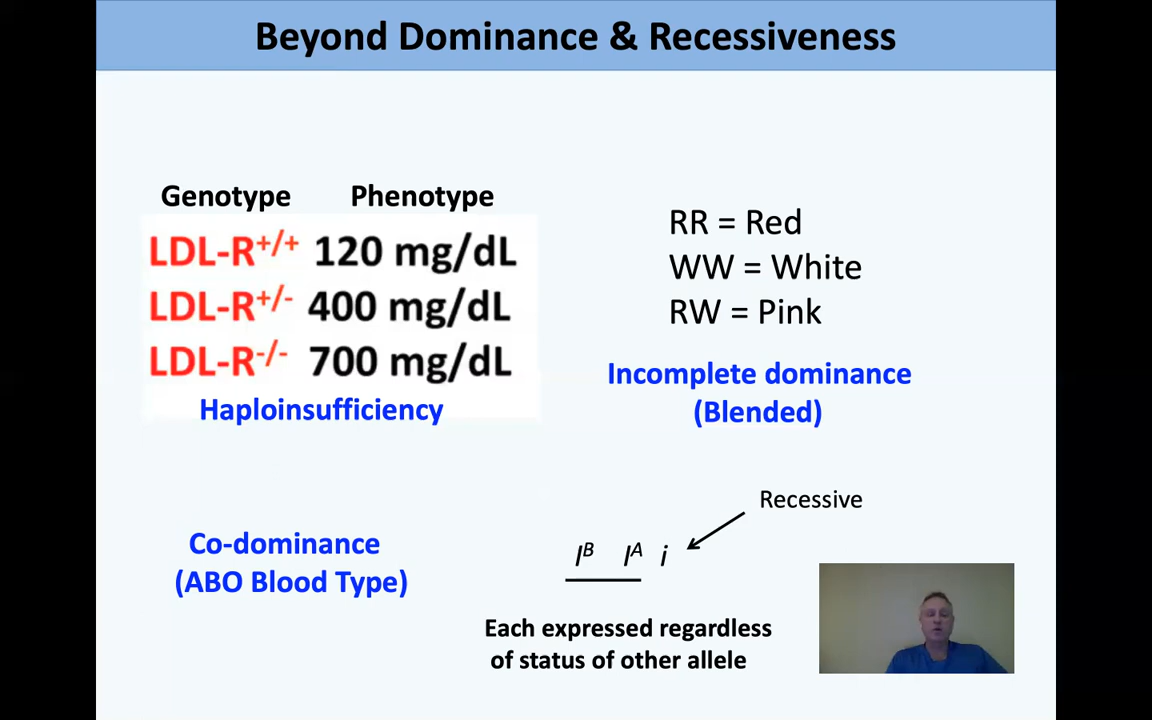 Beyond Dominance & Recessiveness
Genotype Phenotype
LDL-R+/+ 120 mg/dL
LDL-R+/- 400 mg/dL
LDL-R-/- 700 mg/dL
Haploinsufficiency
RR = Red
WW = White
RW = Pink
Incomplete dominance
(Blended)
Co-dominance
(ABO Blood Type)
Recessive
IB IA i
Each expressed regardless
of status of other allele